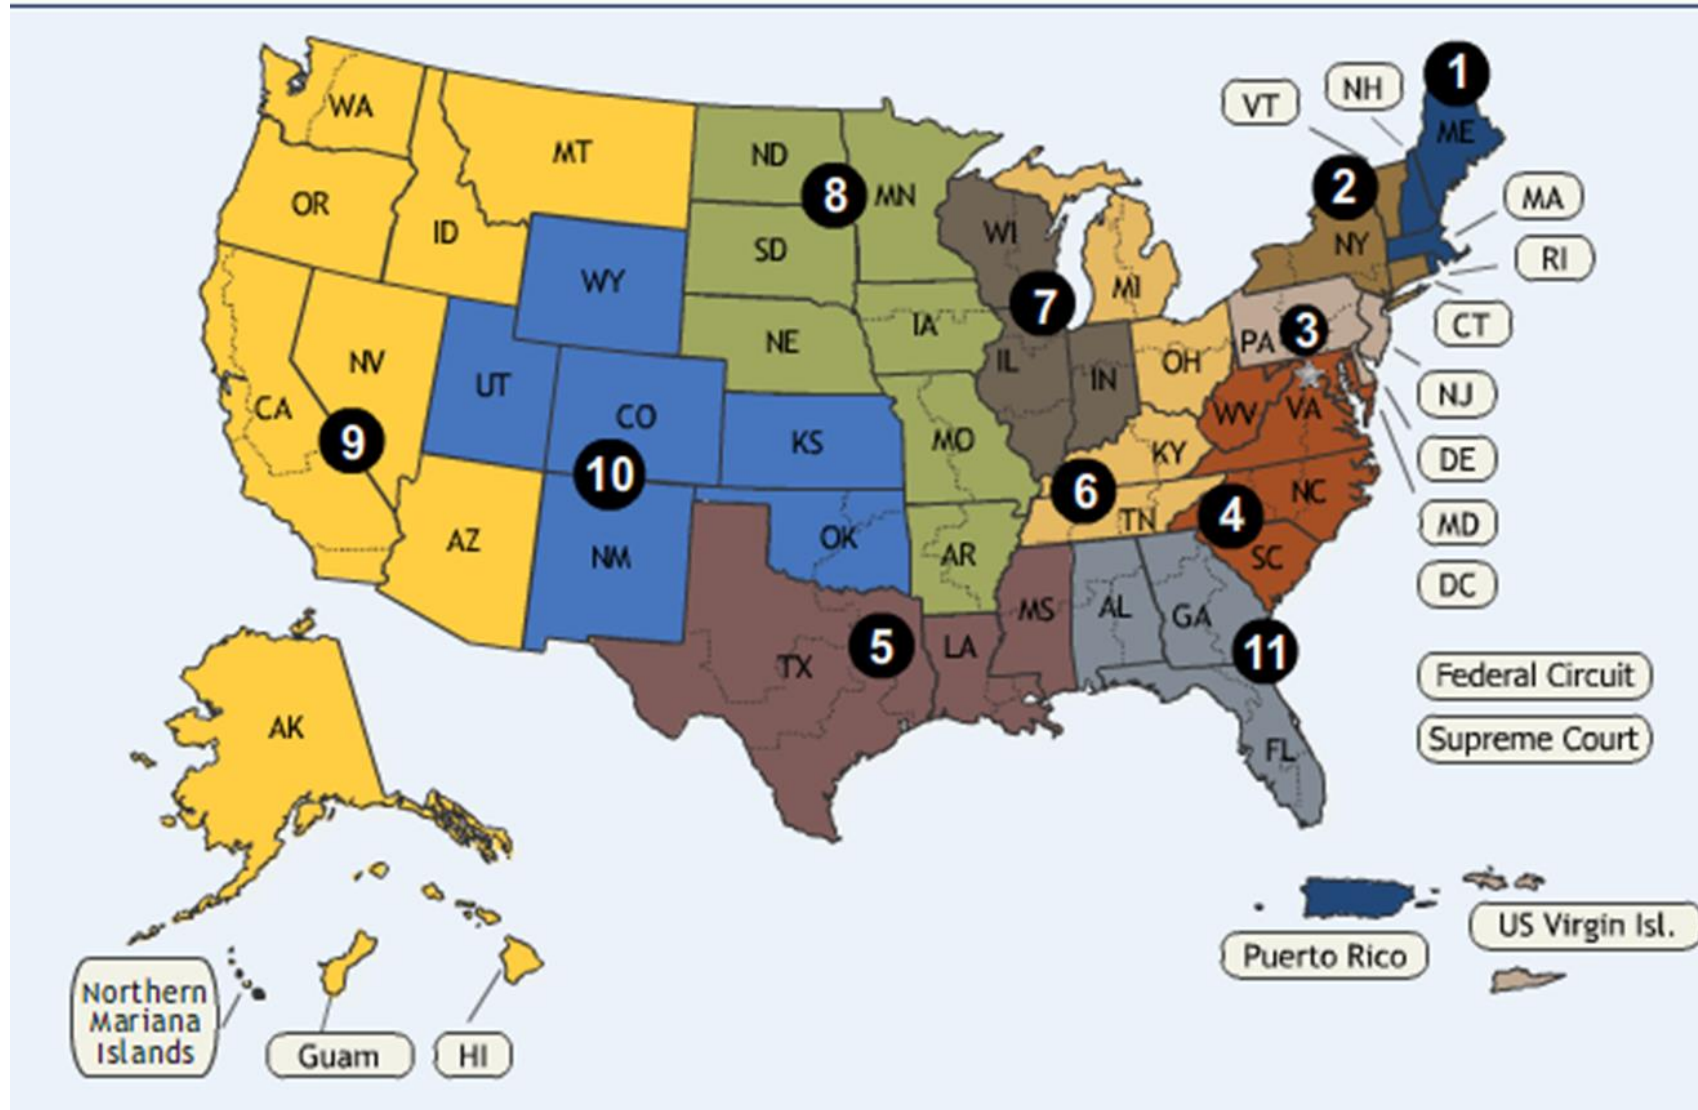 1
NH
VT
WA
ME
MT
ND
2
8
MN
MA
OR
ID
WI
NY
SD
RI
WY
MI
7
IA
3
CT
NE
PA
NV
IL
OH
UT
IN
NJ
CA
CO
WV
VA
9
KS
MO
KY
DE
10
6
NC
4
TN
MD
AZ
OK
NM
AR
SC
DC
MS
AL
GA
5
LA
11
TX
Federal Circuit
AK
Supreme Court
FL
US Virgin Isl.
Puerto Rico
Northern
Mariana
Islands
Guam
HI